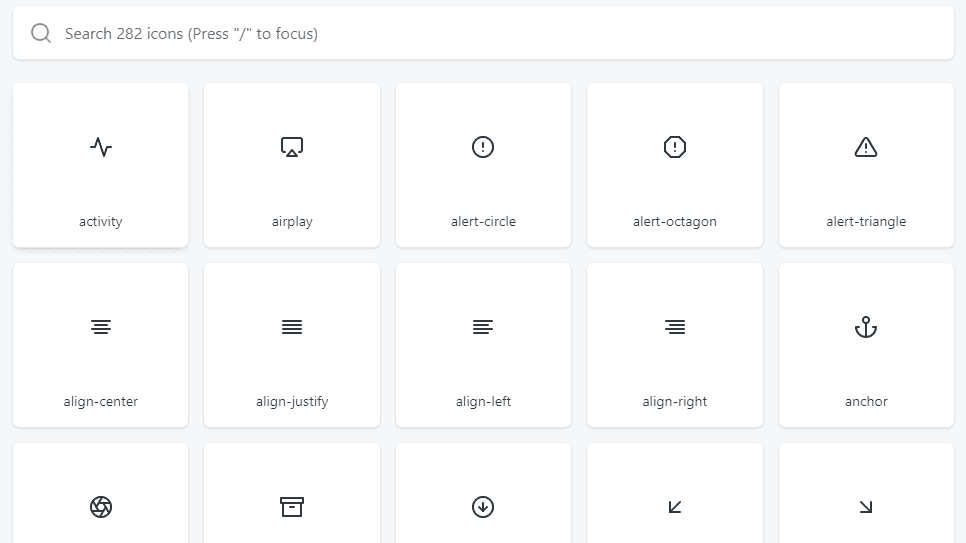 Search 282 icons (Press "/" to focus)
activity
airplay
alert-circle
alert-octagon
alert-triangle
align-center
align-justify
align-left
align-right
anchor